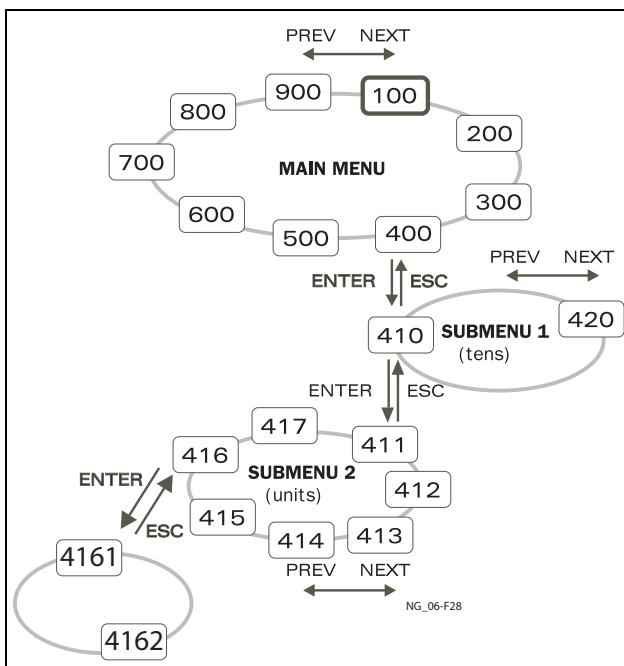 PREV NEXT
900 100
800 200
700 MAIN MENU 300
600 500 400
ENTER ESC
PREV NEXT
410 SUBMENU 1 420
(tens)
ENTER ESC
417 411
416 SUBMENU 2 412
(units)
415 414 413
ENTER ESC
PREV NEXT
4161
4162
NG_06-F28